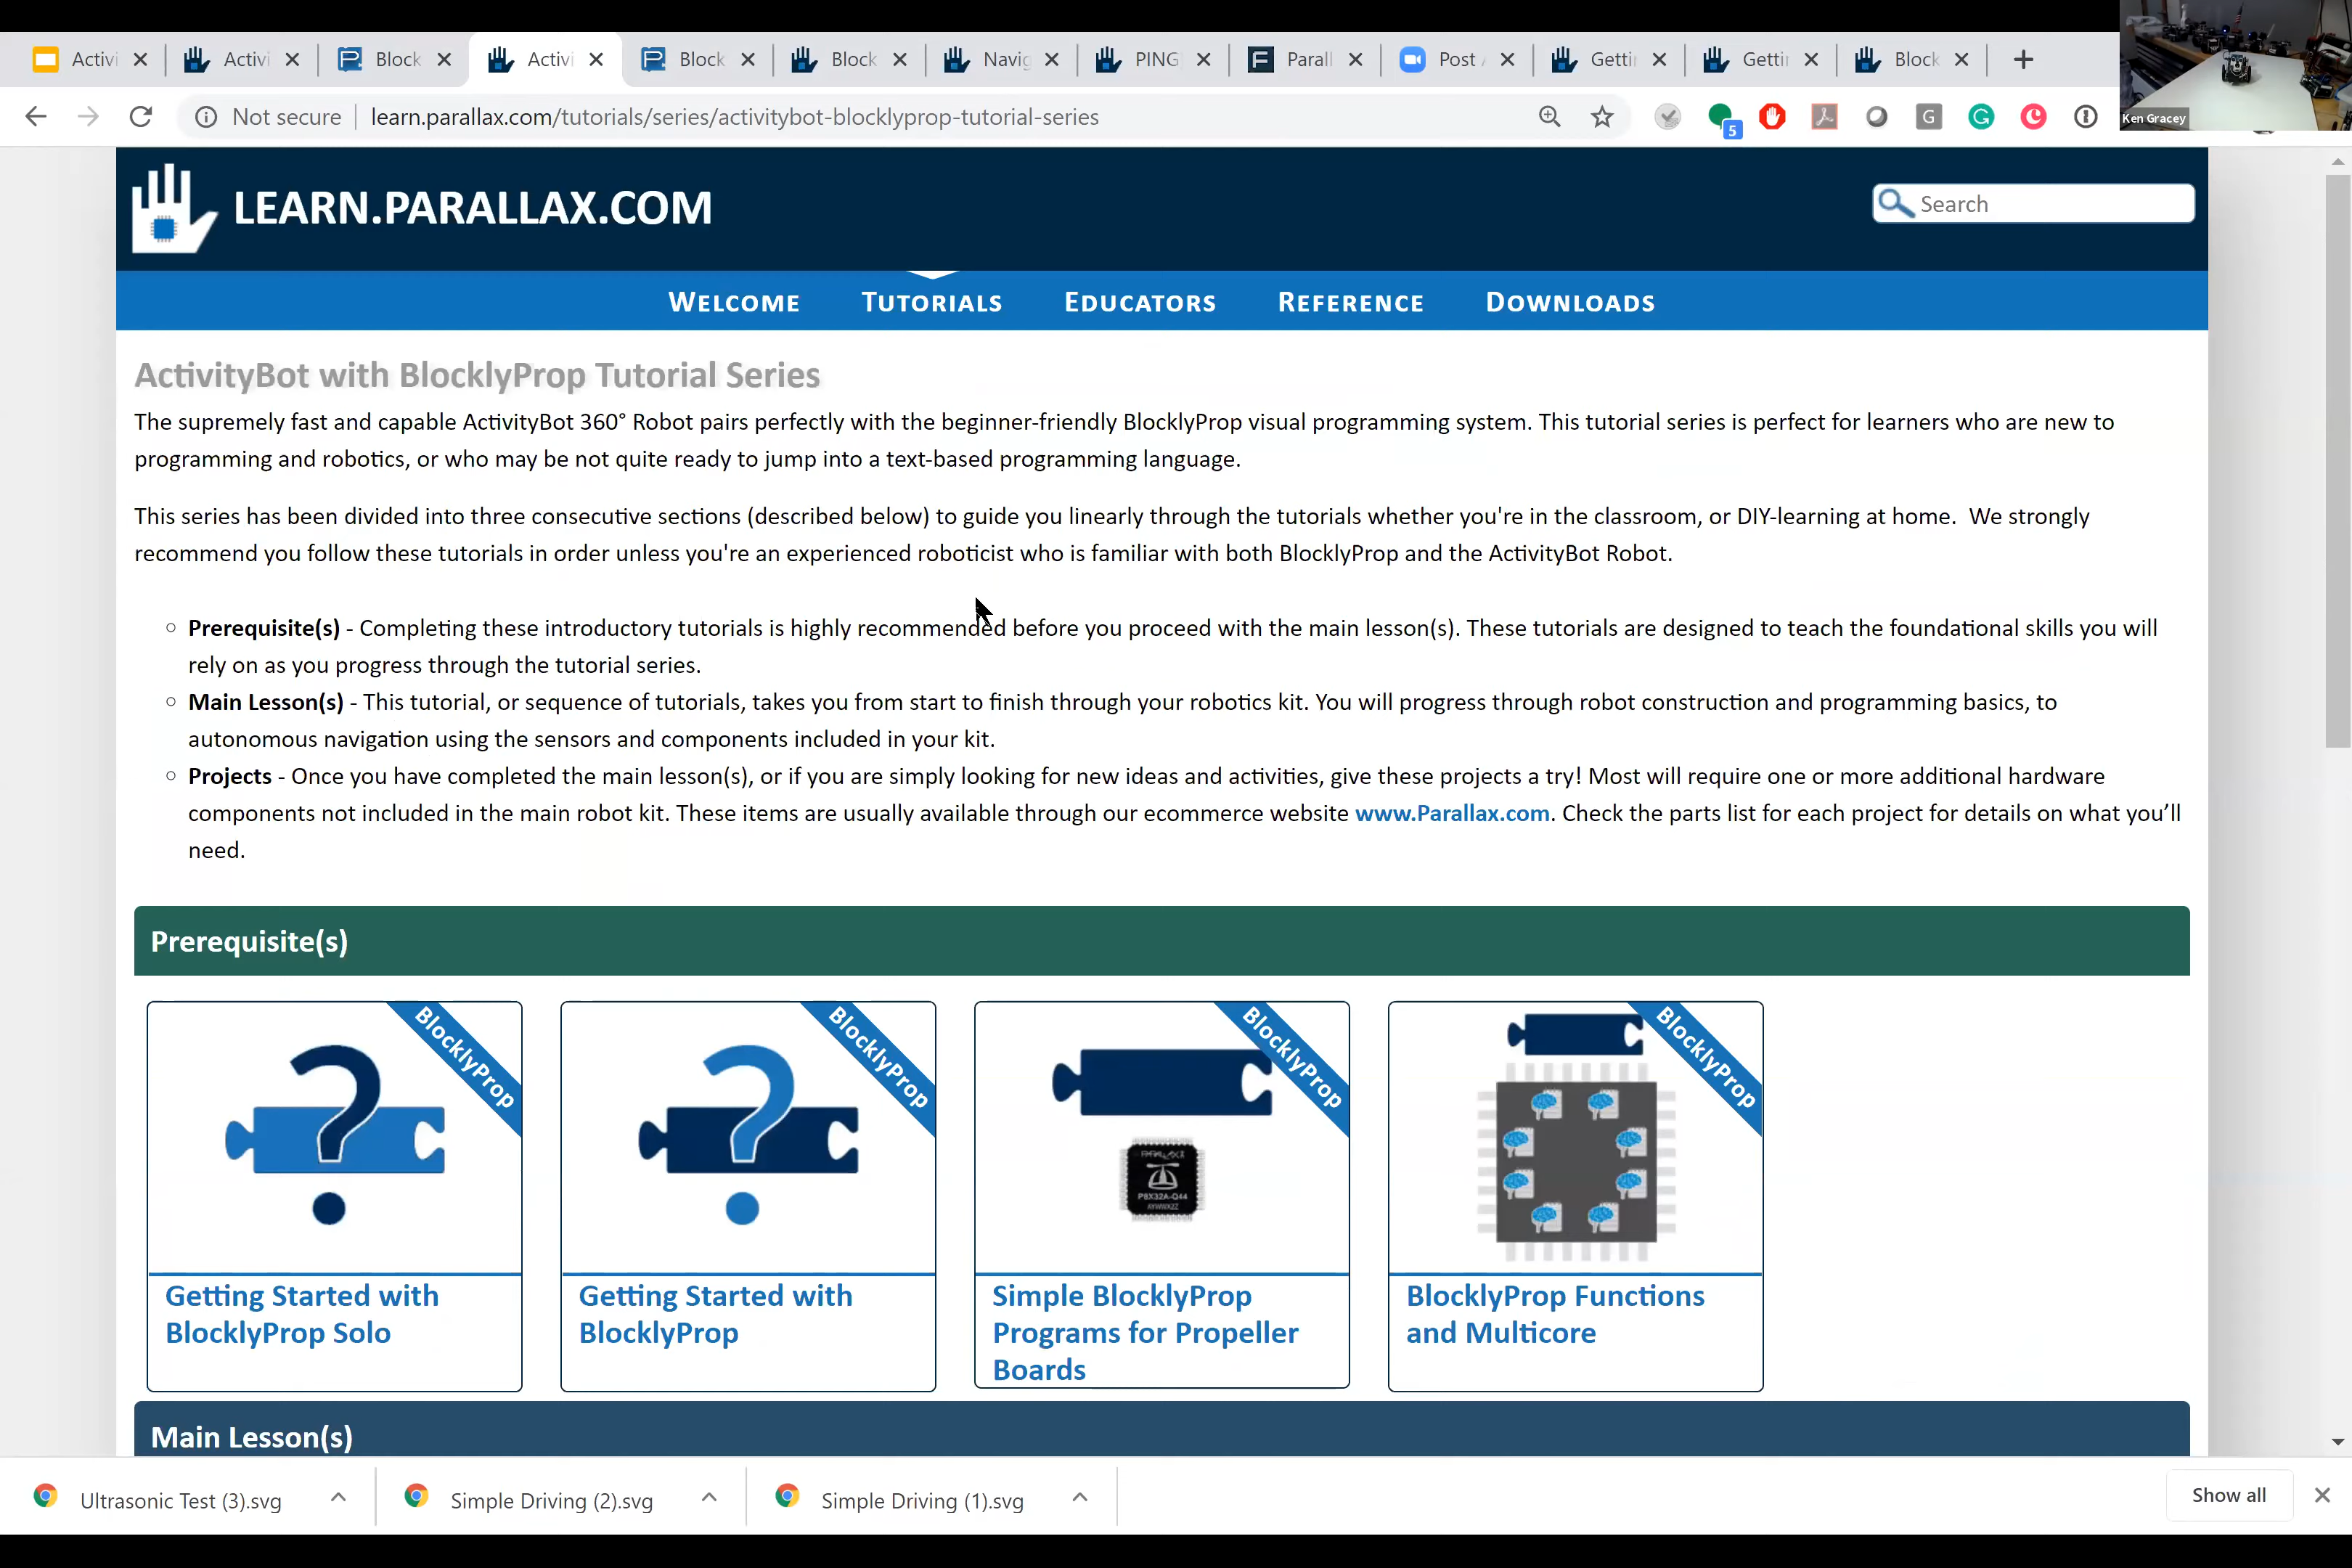 Activi
Activi
Block
Activi
Block
Block
Navig
PING
Parall
Post
Getti
Getti
Block
Not secure
learn.parallax.com/tutorials/series/activitybot-blocklyprop-tutorial-series
5
G
Ken Gracey
LEARN.PARALLAX.COM
Search
WELCOME TUTORIALS EDUCATORS REFERENCE DOWNLOADS
ActivityBot with BlocklyProp Tutorial Series
The supremely fast and capable ActivityBot 360° Robot pairs perfectly with the beginner-friendly BlocklyProp visual programming system. This tutorial series is perfect for learners who are new to
programming and robotics, or who may be not quite ready to jump into a text-based programming language.
This series has been divided into three consecutive sections (described below) to guide you linearly through the tutorials whether you're in the classroom, or DIY-learning at home.  We strongly
recommend you follow these tutorials in order unless you're an experienced roboticist who is familiar with both BlocklyProp and the ActivityBot Robot.
Prerequisite(s) - Completing these introductory tutorials is highly recommended before you proceed with the main lesson(s). These tutorials are designed to teach the foundational skills you will
rely on as you progress through the tutorial series.
Main Lesson(s) - This tutorial, or sequence of tutorials, takes you from start to finish through your robotics kit. You will progress through robot construction and programming basics, to
autonomous navigation using the sensors and components included in your kit.
Projects - Once you have completed the main lesson(s), or if you are simply looking for new ideas and activities, give these projects a try! Most will require one or more additional hardware
components not included in the main robot kit. These items are usually available through our ecommerce website www.Parallax.com. Check the parts list for each project for details on what you'll
need.
Prerequisite(s)
BlocklyProp
BlocklyProp
BlocklyProp
BlocklyProp
PARALLAX
P8X32A-Q44
Getting Started with
BlocklyProp Solo
Getting Started with
BlocklyProp
Simple BlocklyProp
Programs for Propeller
Boards
BlocklyProp Functions
and Multicore
Main Lesson(s)
Ultrasonic Test (3).svg
Simple Driving (2).svg
Simple Driving (1).svg
Show all